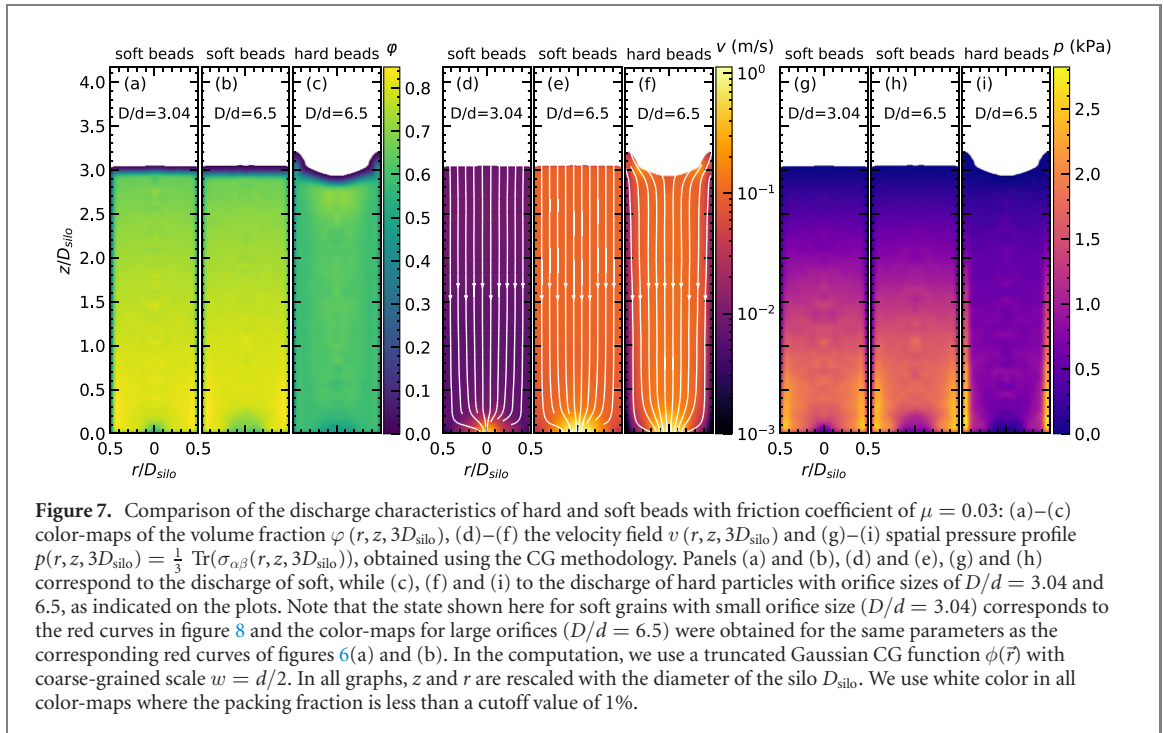 soft beads soft beads hard beads φ soft beads soft beads hard beads v (m/s) soft beads soft beads hard beads p (kPa)
(a) (b) (c) (d) (e) (f) (g) (h) (i)
D/d=3.04 D/d=6.5 D/d=6.5 D/d=3.04 D/d=6.5 D/d=6.5 D/d=3.04 D/d=6.5 D/d=6.5
z/D_silo
4.0
3.5
3.0
2.5
2.0
1.5
1.0
0.5
0.0
0.5 0 0.5
r/D_silo
0.8
0.7
0.6
0.5
0.4
0.3
0.2
0.1
0.0
0.5 0 0.5
r/D_silo
10⁰
10⁻¹
10⁻²
10⁻³
0.5 0 0.5
r/D_silo
2.5
2.0
1.5
1.0
0.5
0.0
Figure 7. Comparison of the discharge characteristics of hard and soft beads with friction coefficient of μ = 0.03: (a)–(c)
color-maps of the volume fraction φ (r, z, 3D_silo), (d)–(f) the velocity field v (r, z, 3D_silo) and (g)–(i) spatial pressure profile
p(r, z, 3D_silo) = 1/3 Tr(σ_αβ(r, z, 3D_silo)), obtained using the CG methodology. Panels (a) and (b), (d) and (e), (g) and (h)
correspond to the discharge of soft, while (c), (f) and (i) to the discharge of hard particles with orifice sizes of D/d = 3.04 and
6.5, as indicated on the plots. Note that the state shown here for soft grains with small orifice size (D/d = 3.04) corresponds to
the red curves in figure 8 and the color-maps for large orifices (D/d = 6.5) were obtained for the same parameters as the
corresponding red curves of figures 6(a) and (b). In the computation, we use a truncated Gaussian CG function ϕ(r⃗) with
coarse-grained scale w = d/2. In all graphs, z and r are rescaled with the diameter of the silo D_silo. We use white color in all
color-maps where the packing fraction is less than a cutoff value of 1%.